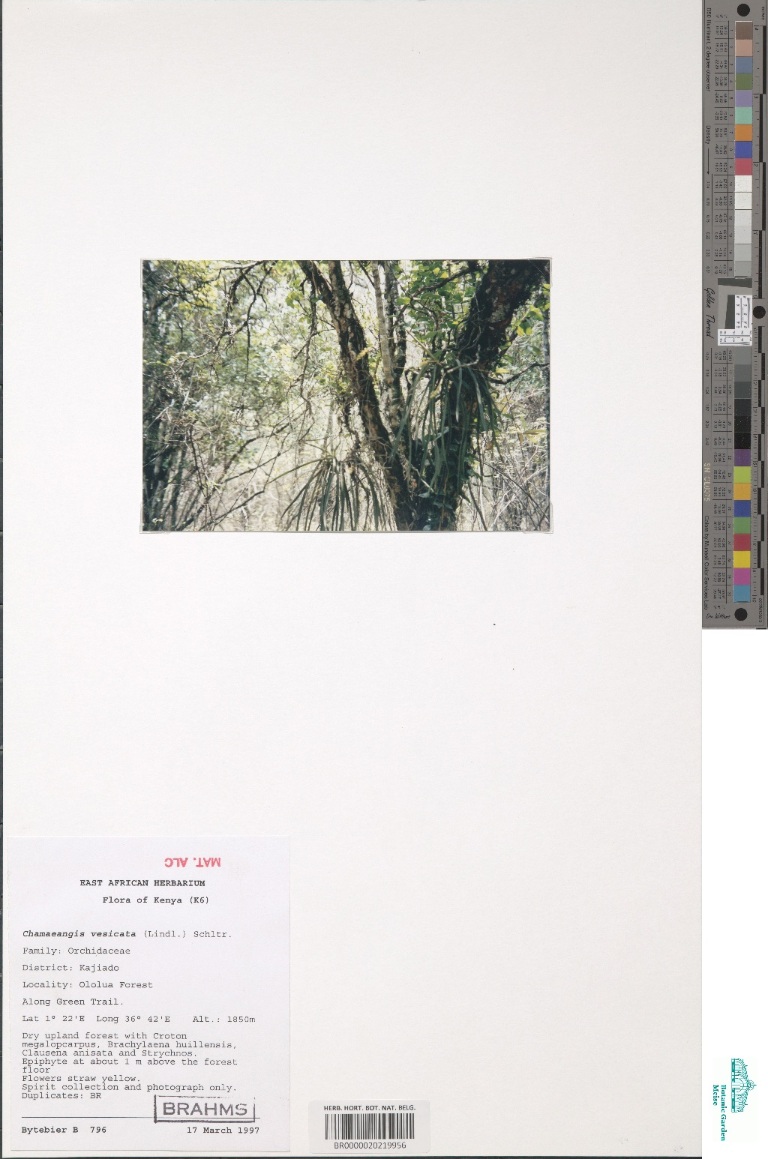 MAT. ALC
EAST AFRICAN HERBARIUM
Flora of Kenya (K6)
Chamaeangis vesicata (Lindl.) Schltr.
Family: Orchidaceae
District: Kajiado
Locality: Ololua Forest
Along Green Trail.
Lat 1° 22'E Long 36° 42'E Alt.: 1850m
Dry upland forest with Croton
megalopcarpus, Brachylaena huillensis,
Clausena anisata and Strychnos.
Epiphyte at about 1 m above the forest
floor
Flowers straw yellow.
Spirit collection and photograph only.
Duplicates: BR
BRAHMS
Bytebier B 796 17 March 1997
HERB. HORT. BOT. NAT. BELG.
BR0000020219956
Golden Thread
Botanic Garden
Meise